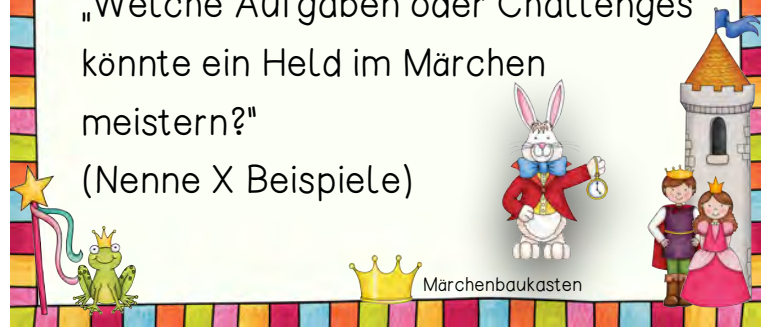 „Welche Aufgaben oder Challenges
könnte ein Held im Märchen
meistern?"
(Nenne X Beispiele)
Märchenbaukasten